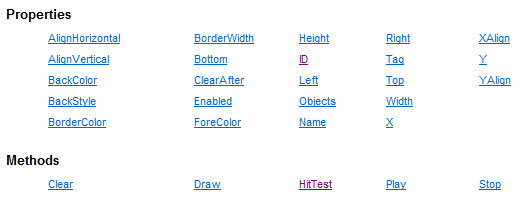 Properties
AlignHorizontal BorderWidth Height Right XAlign
AlignVertical Bottom ID Tag Y
BackColor ClearAfter Left Top YAlign
BackStyle Enabled Objects Width
BorderColor ForeColor Name X
Methods
Clear Draw HitTest Play Stop